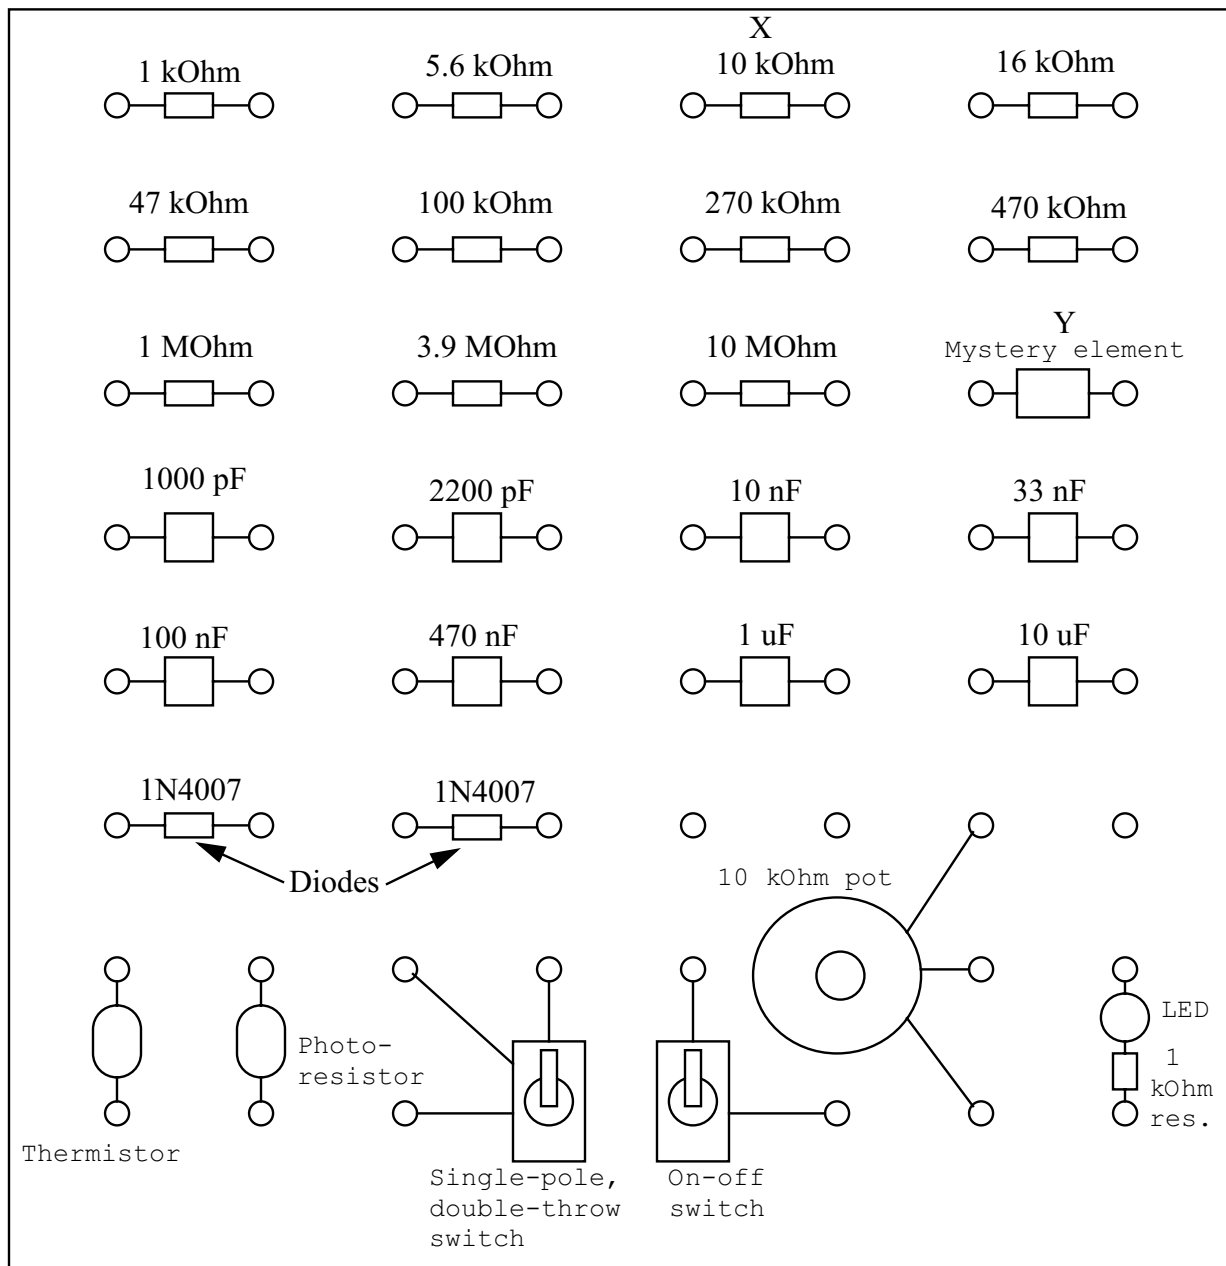 X
1 kOhm
5.6 kOhm
10 kOhm
16 kOhm
47 kOhm
100 kOhm
270 kOhm
470 kOhm
1 MOhm
3.9 MOhm
10 MOhm
Y
Mystery element
1000 pF
2200 pF
10 nF
33 nF
100 nF
470 nF
1 uF
10 uF
1N4007
1N4007
Diodes
10 kOhm pot
Thermistor
Photo-
resistor
Single-pole,
double-throw
switch
On-off
switch
LED
1
kOhm
res.